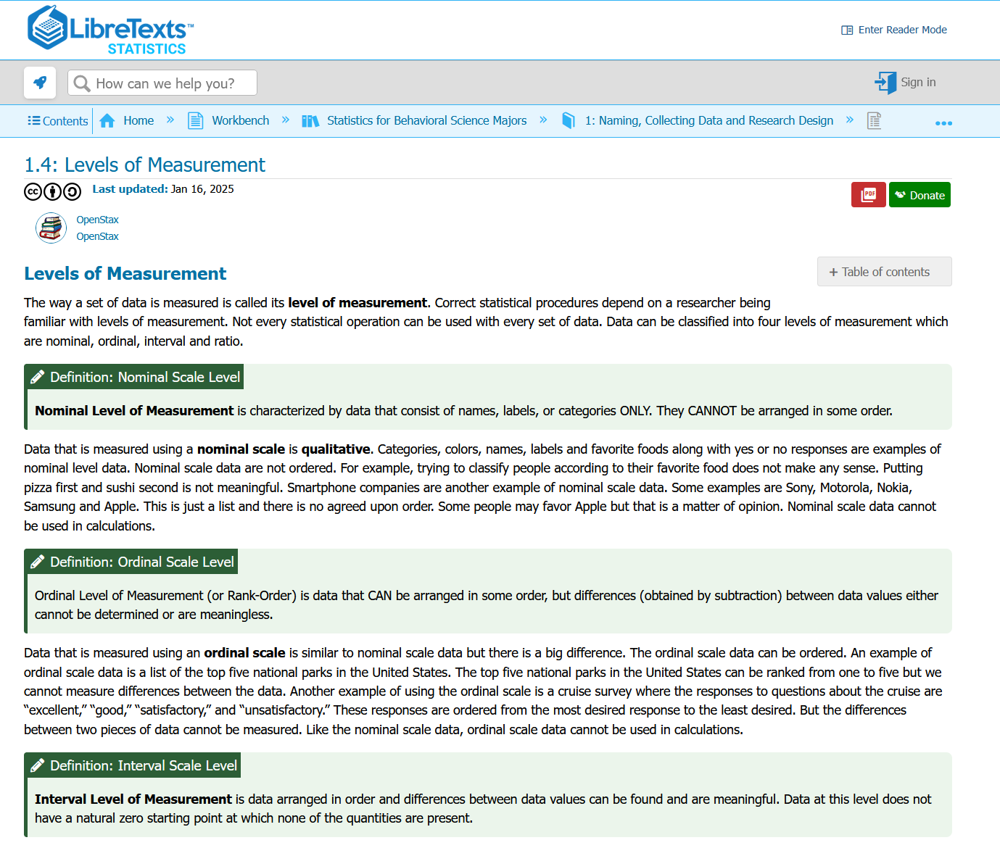 LibreTexts™
STATISTICS
Enter Reader Mode
How can we help you?
Sign in
Contents
Home » Workbench » Statistics for Behavioral Science Majors » 1: Naming, Collecting Data and Research Design »
1.4: Levels of Measurement
Last updated: Jan 16, 2025
PDF
Donate
OpenStax
OpenStax
Levels of Measurement
+ Table of contents
The way a set of data is measured is called its level of measurement. Correct statistical procedures depend on a researcher being
familiar with levels of measurement. Not every statistical operation can be used with every set of data. Data can be classified into four levels of measurement which
are nominal, ordinal, interval and ratio.
Definition: Nominal Scale Level
Nominal Level of Measurement is characterized by data that consist of names, labels, or categories ONLY. They CANNOT be arranged in some order.
Data that is measured using a nominal scale is qualitative. Categories, colors, names, labels and favorite foods along with yes or no responses are examples of
nominal level data. Nominal scale data are not ordered. For example, trying to classify people according to their favorite food does not make any sense. Putting
pizza first and sushi second is not meaningful. Smartphone companies are another example of nominal scale data. Some examples are Sony, Motorola, Nokia,
Samsung and Apple. This is just a list and there is no agreed upon order. Some people may favor Apple but that is a matter of opinion. Nominal scale data cannot
be used in calculations.
Definition: Ordinal Scale Level
Ordinal Level of Measurement (or Rank-Order) is data that CAN be arranged in some order, but differences (obtained by subtraction) between data values either
cannot be determined or are meaningless.
Data that is measured using an ordinal scale is similar to nominal scale data but there is a big difference. The ordinal scale data can be ordered. An example of
ordinal scale data is a list of the top five national parks in the United States. The top five national parks in the United States can be ranked from one to five but we
cannot measure differences between the data. Another example of using the ordinal scale is a cruise survey where the responses to questions about the cruise are
“excellent,” “good,” “satisfactory,” and “unsatisfactory.” These responses are ordered from the most desired response to the least desired. But the differences
between two pieces of data cannot be measured. Like the nominal scale data, ordinal scale data cannot be used in calculations.
Definition: Interval Scale Level
Interval Level of Measurement is data arranged in order and differences between data values can be found and are meaningful. Data at this level does not
have a natural zero starting point at which none of the quantities are present.